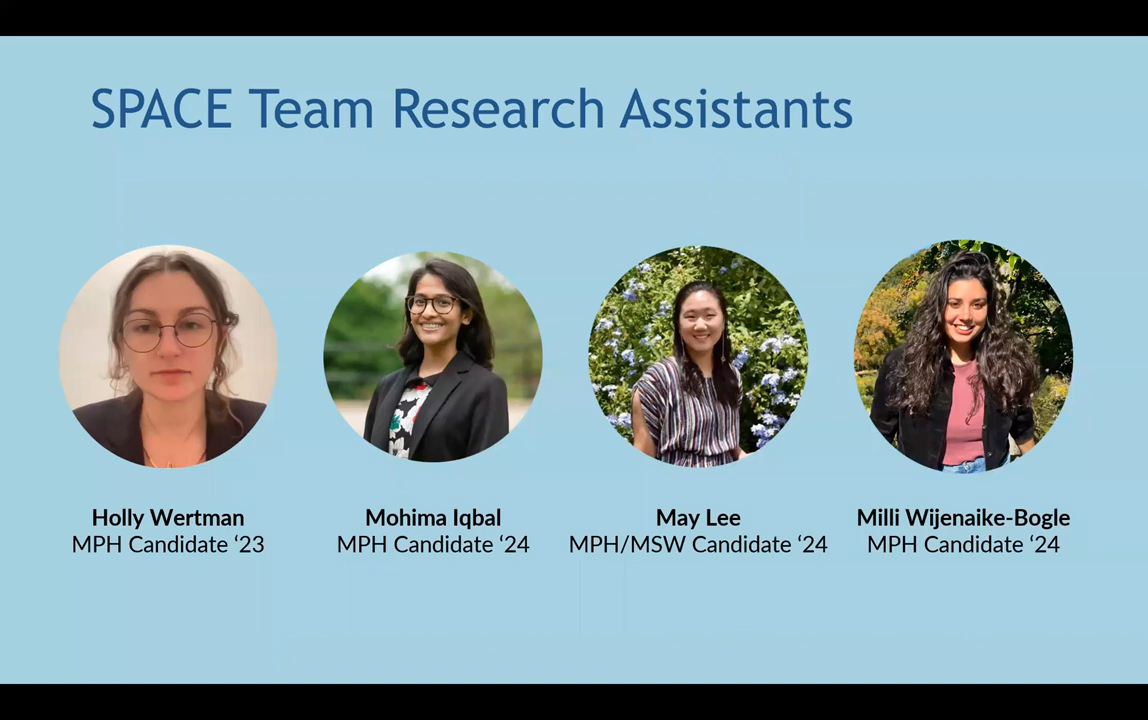 SPACE Team Research Assistants
Holly Wertman
MPH Candidate ‘23
Mohima Iqbal
MPH Candidate ‘24
May Lee
MPH/MSW Candidate ‘24
Milli Wijenaike-Bogle
MPH Candidate ‘24